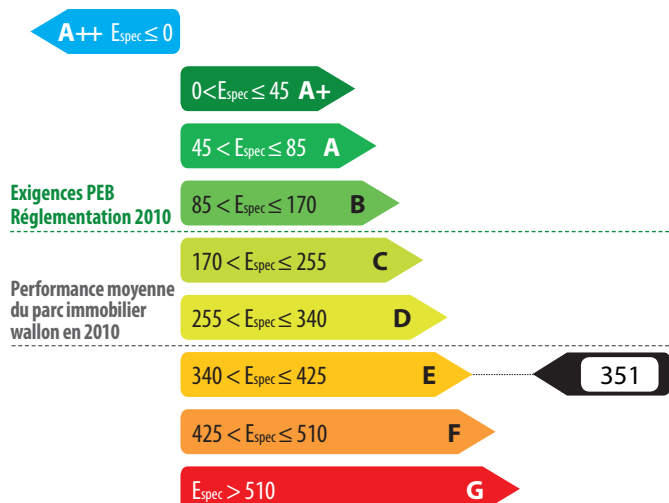 A++ Espec ≤ 0
0<Espec ≤ 45 A+
45 < Espec ≤ 85 A
Exigences PEB
Réglementation 2010
85 < Espec ≤ 170 B
170 < Espec ≤ 255 C
Performance moyenne
du parc immobilier
wallon en 2010
255 < Espec ≤ 340 D
340 < Espec ≤ 425 E
351
425 < Espec ≤ 510 F
Espec > 510 G